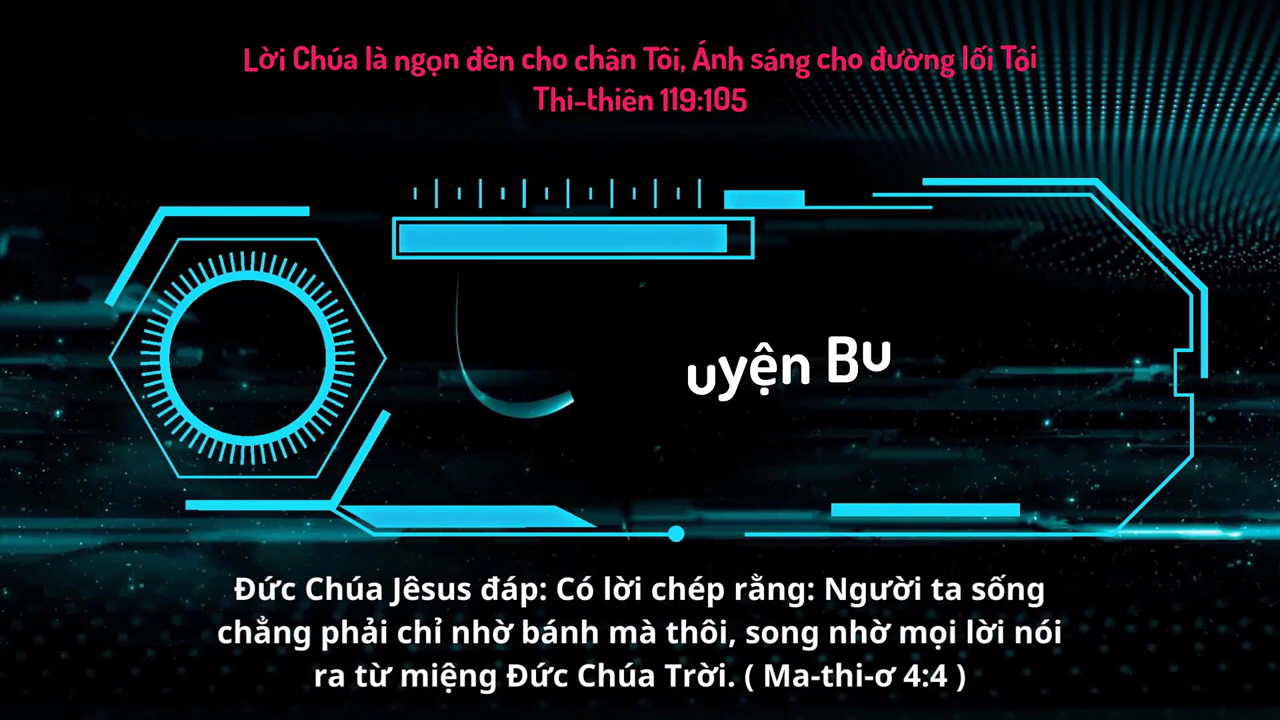 Lời Chúa là ngọn đèn cho chân Tôi, Ánh sáng cho đường lối Tôi
Thi-thiên 119:105
uyện Bu
Đức Chúa Jêsus đáp: Có lời chép rằng: Người ta sống
chẳng phải chỉ nhờ bánh mà thôi, song nhờ mọi lời nói
ra từ miệng Đức Chúa Trời. ( Ma-thi-ơ 4:4 )